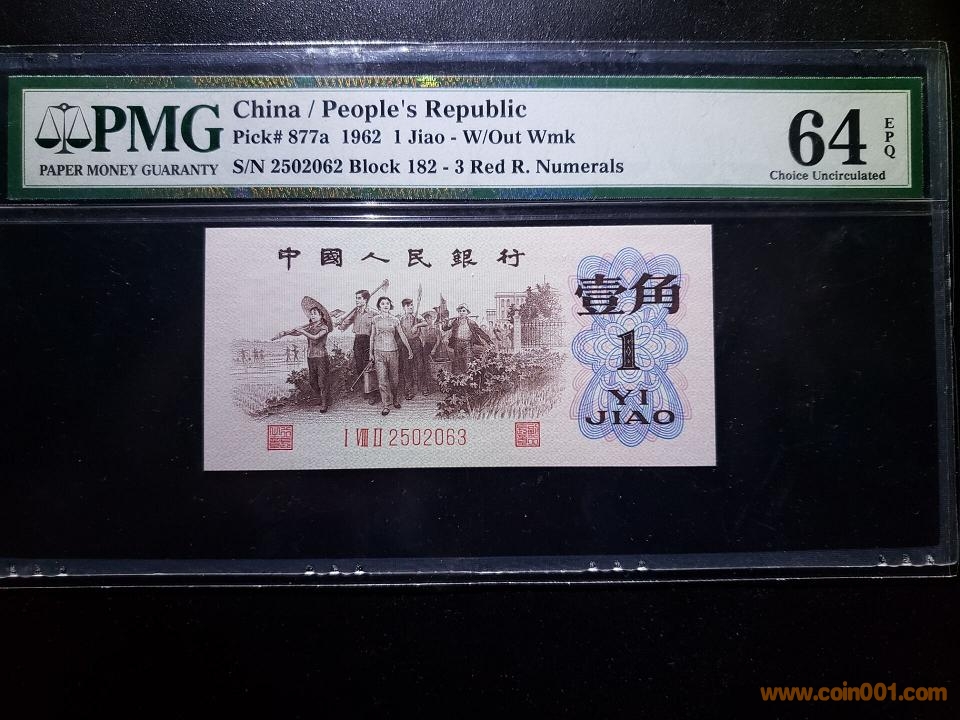 PMG
PAPER MONEY GUARANTY
China / People's Republic
Pick# 877a 1962 1 Jiao - W/Out Wmk
S/N 2502062 Block 182 - 3 Red R. Numerals
64
EPQ
Choice Uncirculated
中國人民銀行
壹角
1
YI
JIAO
I VIII II 2502063
www.coin001.com